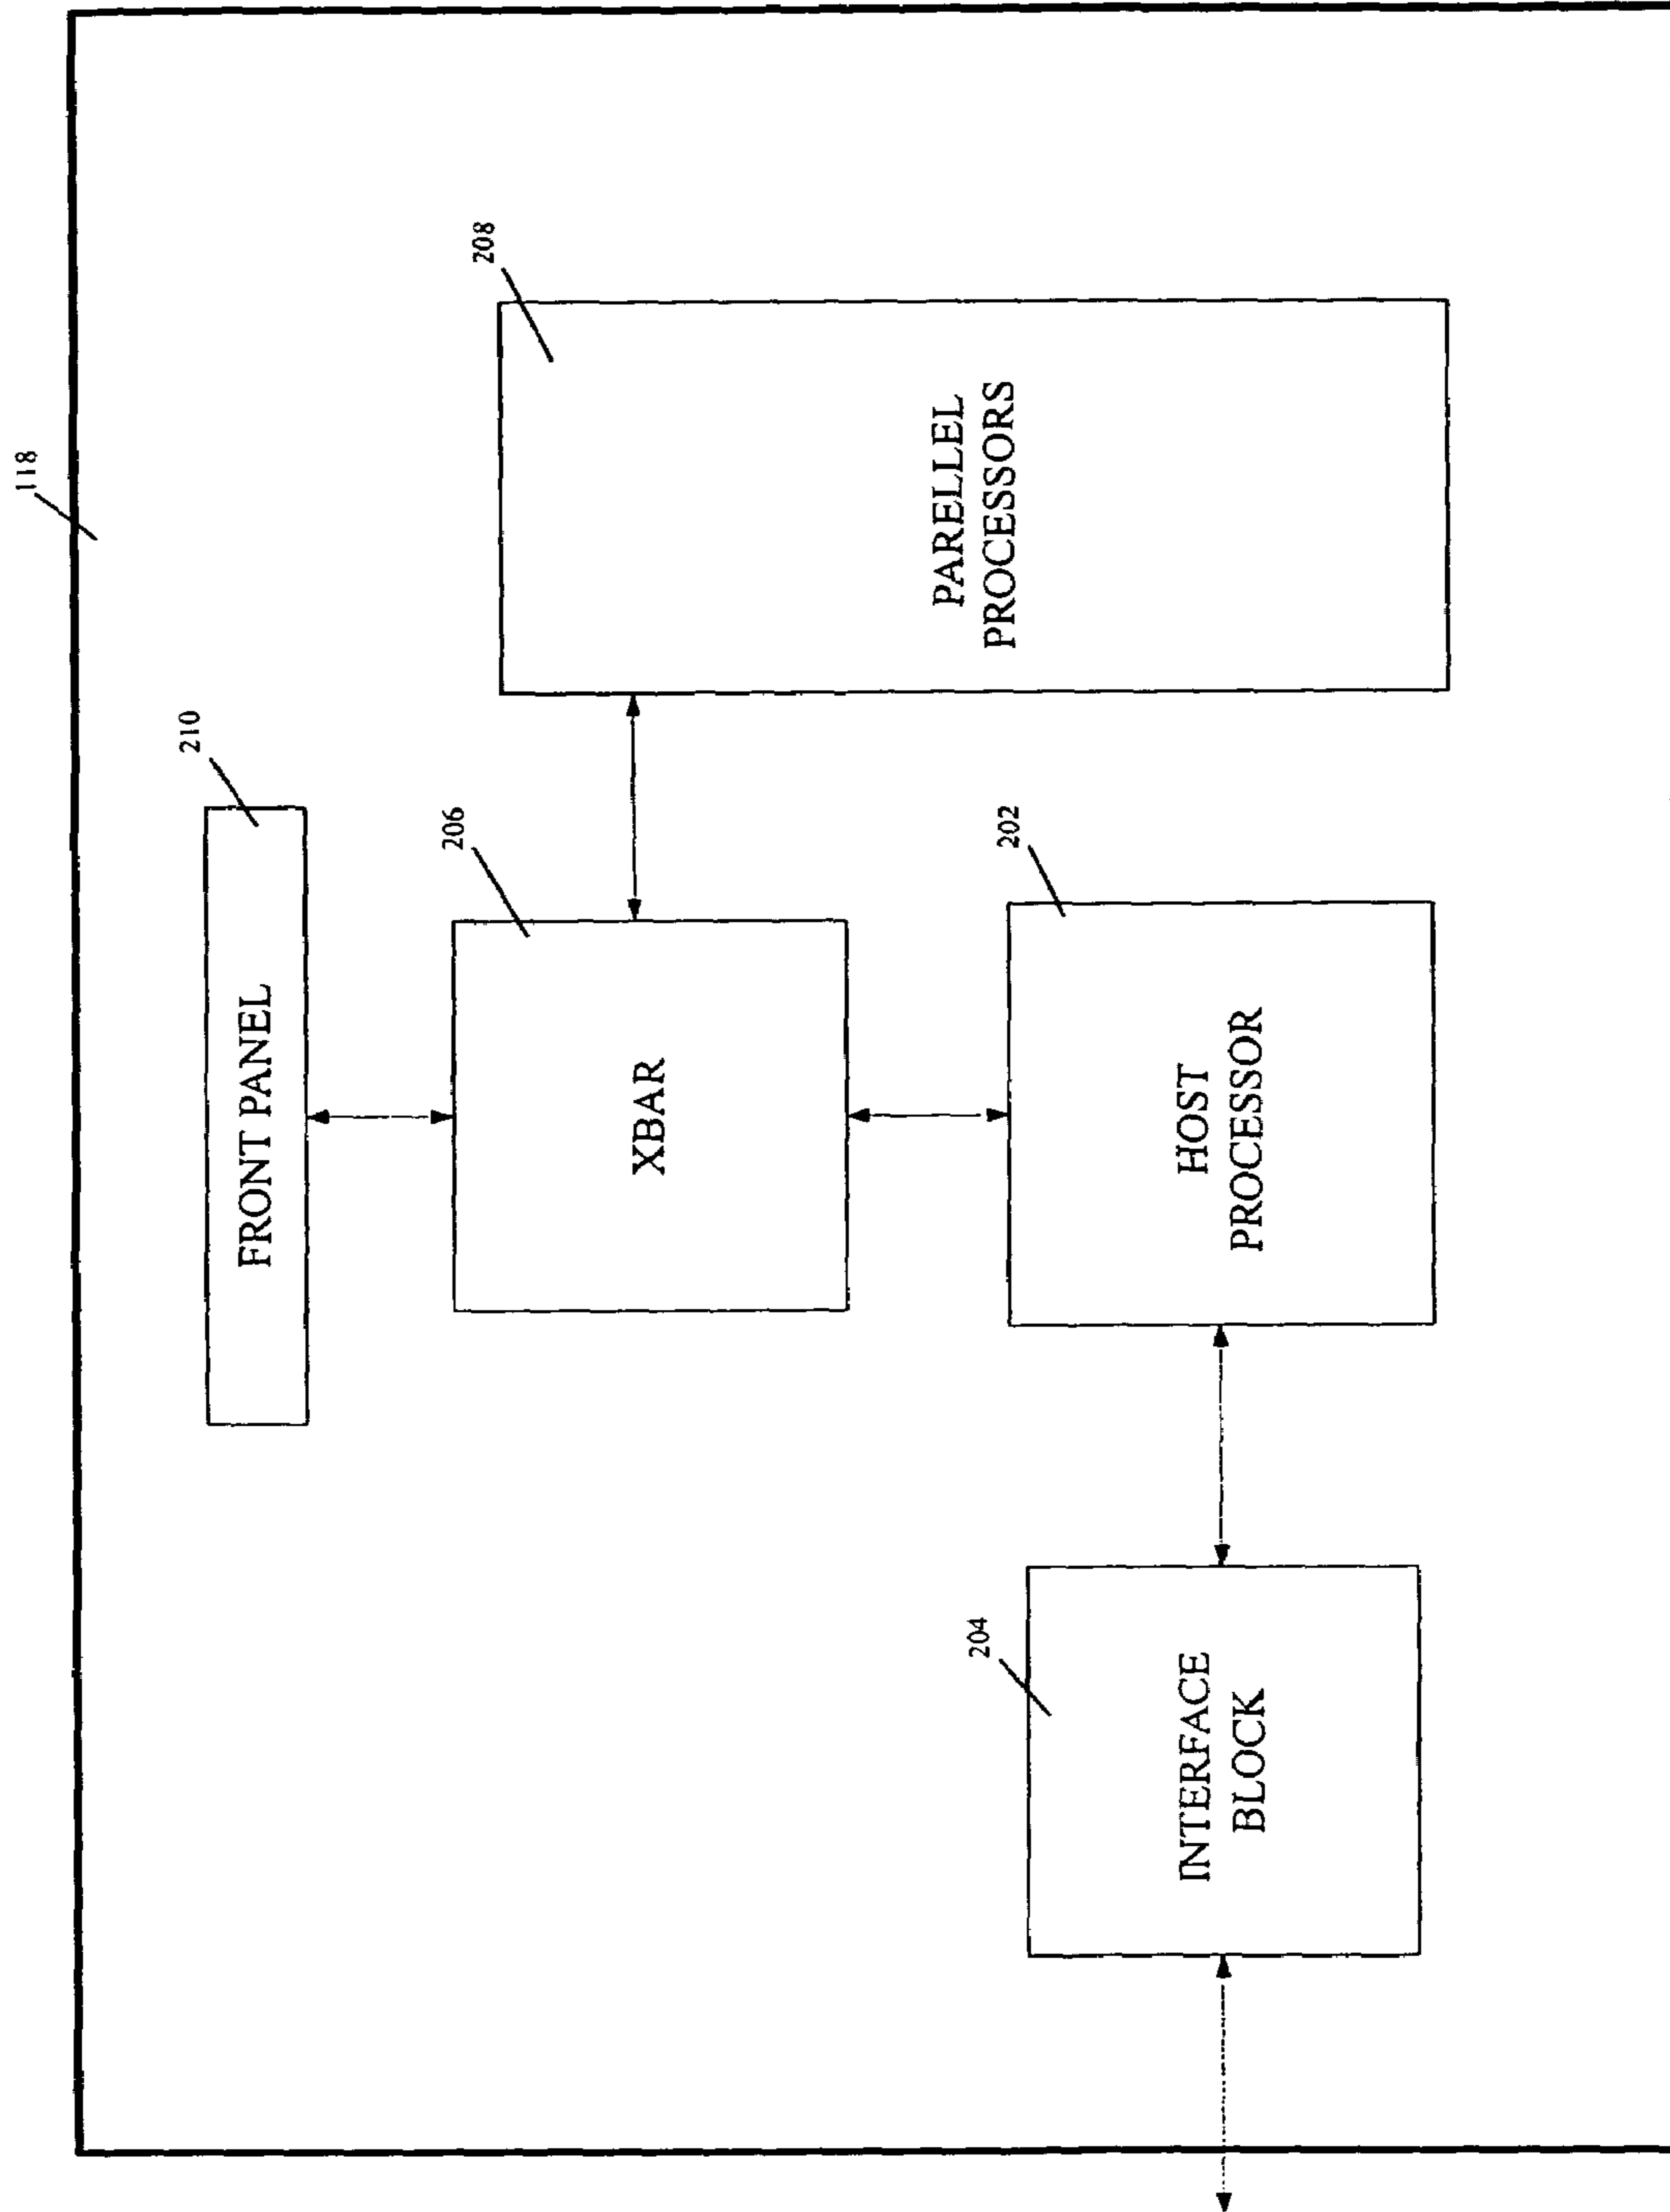 118
210
FRONT PANEL
206
XBAR
208
PARELLEL
PROCESSORS
204
INTERFACE
BLOCK
202
HOST
PROCESSOR